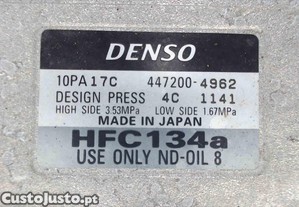 DENSO
10PA17C 447200-4962
DESIGN PRESS 4C 1141
HIGH SIDE 3.53MPa LOW SIDE 1.67MPa
MADE IN JAPAN
HFC134a
USE ONLY ND-OIL 8
CustoJusto.pt